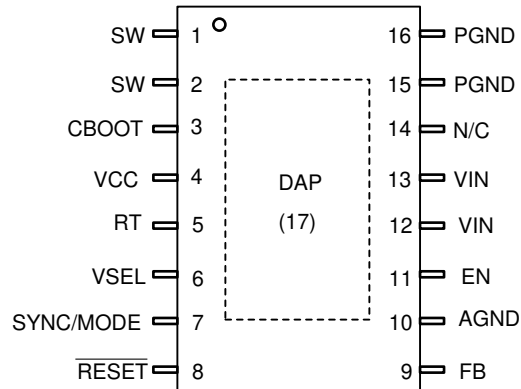 SW 1 16 PGND
SW 2 15 PGND
CBOOT 3 14 N/C
VCC 4 DAP 13 VIN
RT 5 (17) 12 VIN
VSEL 6 11 EN
SYNC/MODE 7 10 AGND
RESET 8 9 FB